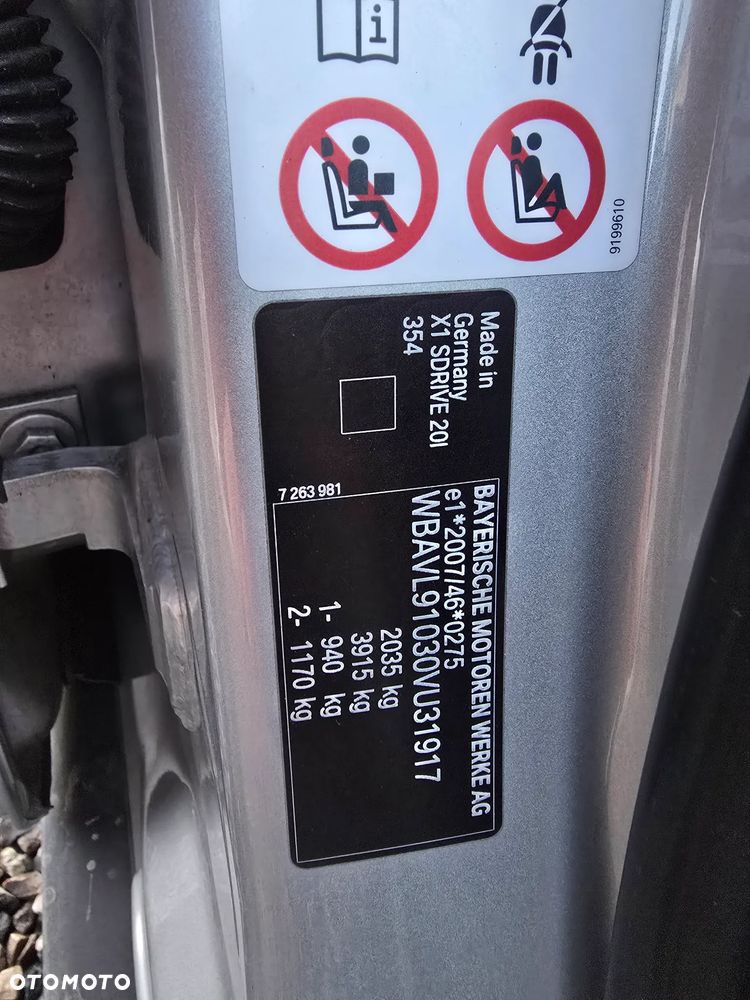 9199610
Made in
Germany
X1 SDRIVE 20I
354
7 263 981
BAYERISCHE MOTOREN WERKE AG
e1*2007/46*0275
WBAVL91030VU31917
2035 kg
3915 kg
1- 940 kg
2- 1170 kg
OTOMOTO